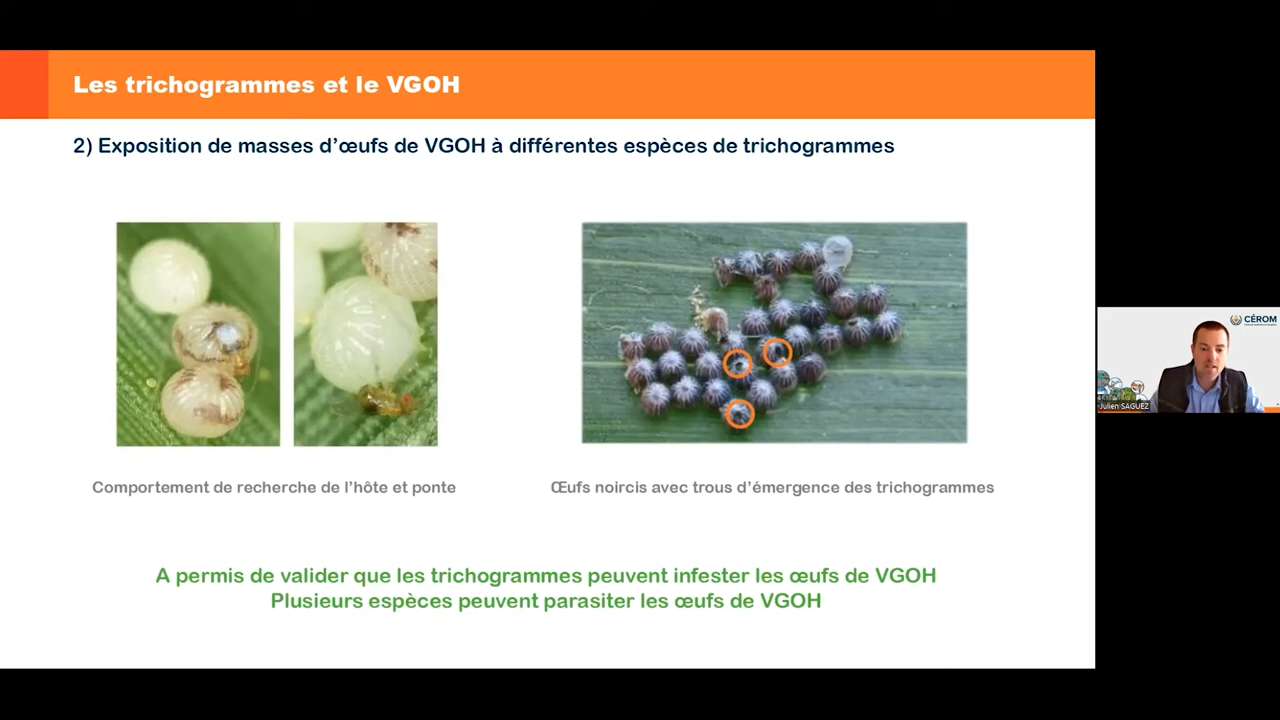 Les trichogrammes et le VGOH
2) Exposition de masses d’œufs de VGOH à différentes espèces de trichogrammes
Comportement de recherche de l’hôte et ponte
Œufs noircis avec trous d’émergence des trichogrammes
A permis de valider que les trichogrammes peuvent infester les œufs de VGOH
Plusieurs espèces peuvent parasiter les œufs de VGOH
CÉROM
Julien SAGUEZ